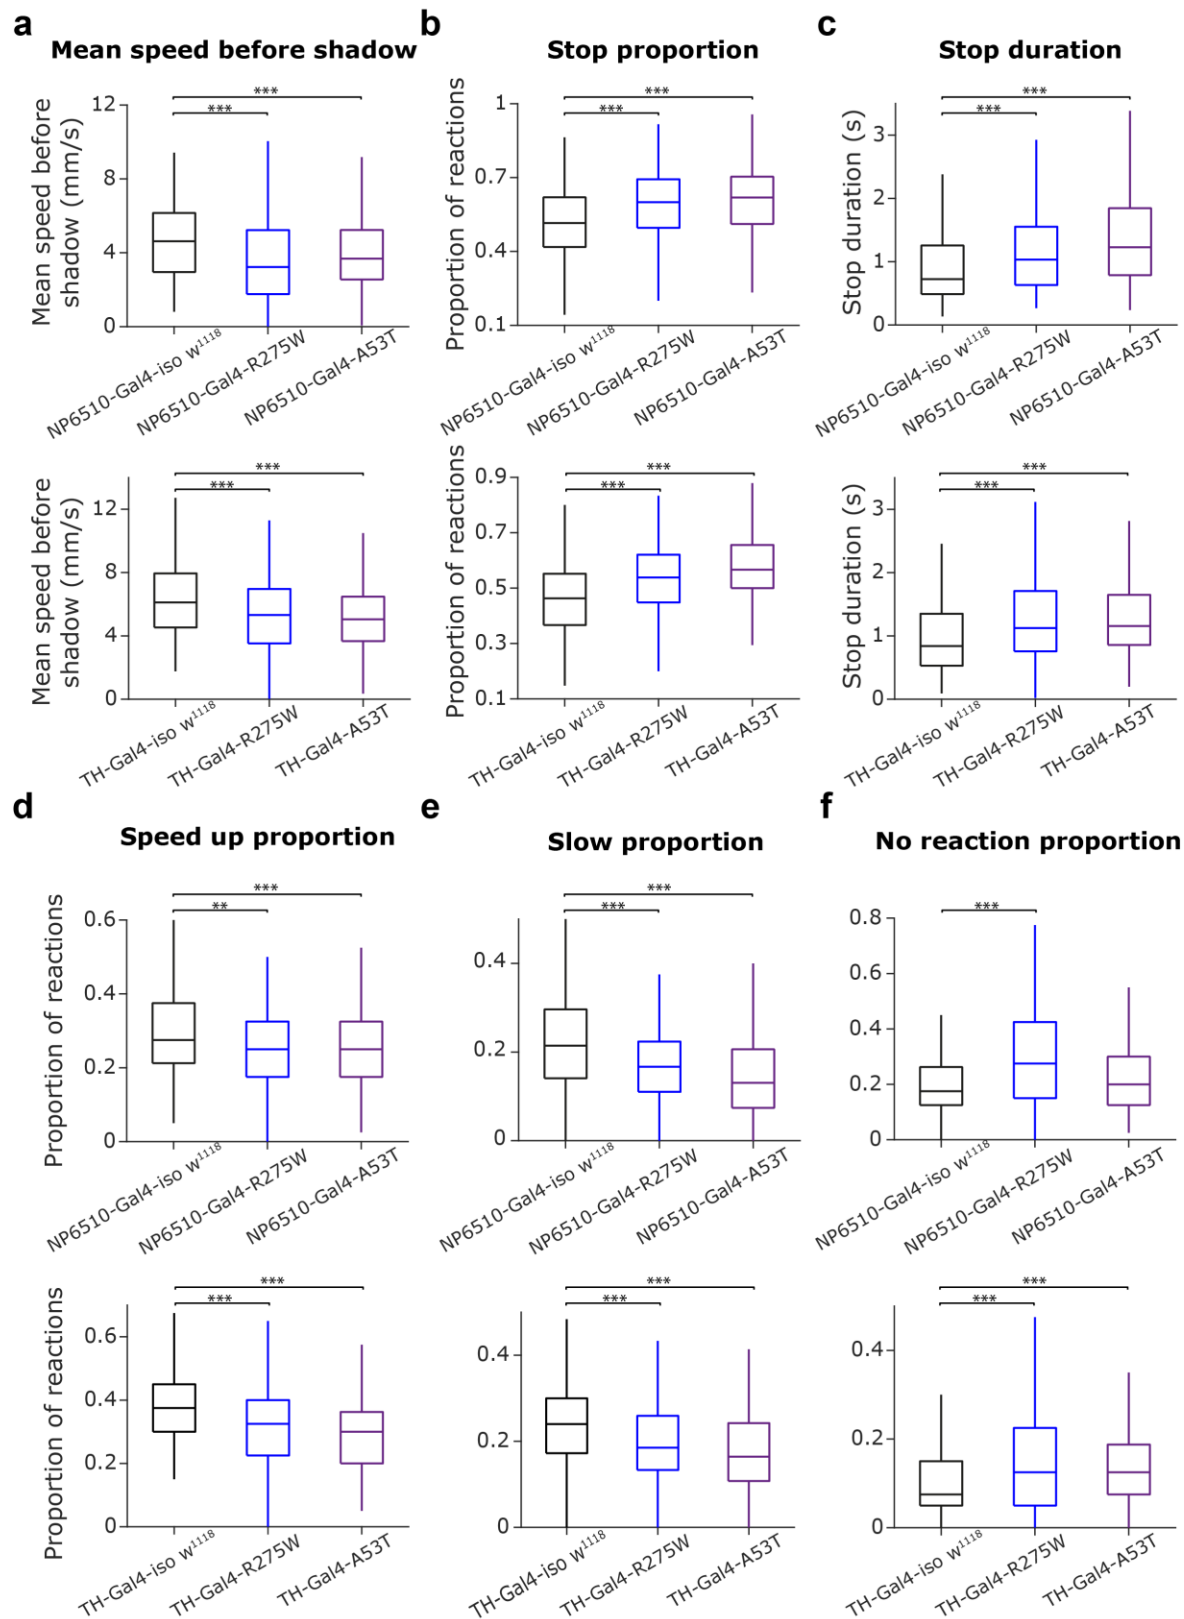 a
Mean speed before shadow
Mean speed before
shadow (mm/s)
12
8
4
0
***
***
NP6510-Gal4-iso w1118
NP6510-Gal4-R275W
NP6510-Gal4-A53T
Mean speed before
shadow (mm/s)
12
8
4
0
***
***
TH-Gal4-iso w1118
TH-Gal4-R275W
TH-Gal4-A53T
b
Stop proportion
Proportion of reactions
1
0.7
0.4
0.1
***
***
NP6510-Gal4-iso w1118
NP6510-Gal4-R275W
NP6510-Gal4-A53T
Proportion of reactions
0.9
0.7
0.5
0.3
0.1
***
***
TH-Gal4-iso w1118
TH-Gal4-R275W
TH-Gal4-A53T
c
Stop duration
Stop duration (s)
3
2
1
0
***
***
NP6510-Gal4-iso w1118
NP6510-Gal4-R275W
NP6510-Gal4-A53T
Stop duration (s)
3
2
1
0
***
***
TH-Gal4-iso w1118
TH-Gal4-R275W
TH-Gal4-A53T
d
Speed up proportion
Proportion of reactions
0.6
0.4
0.2
0
***
**
NP6510-Gal4-iso w1118
NP6510-Gal4-R275W
NP6510-Gal4-A53T
Proportion of reactions
0.6
0.4
0.2
0
***
***
TH-Gal4-iso w1118
TH-Gal4-R275W
TH-Gal4-A53T
e
Slow proportion
0.4
0.2
0
***
***
NP6510-Gal4-iso w1118
NP6510-Gal4-R275W
NP6510-Gal4-A53T
0.4
0.2
0
***
***
TH-Gal4-iso w1118
TH-Gal4-R275W
TH-Gal4-A53T
f
No reaction proportion
0.8
0.6
0.4
0.2
0
***
NP6510-Gal4-iso w1118
NP6510-Gal4-R275W
NP6510-Gal4-A53T
0.4
0.2
0
***
***
TH-Gal4-iso w1118
TH-Gal4-R275W
TH-Gal4-A53T